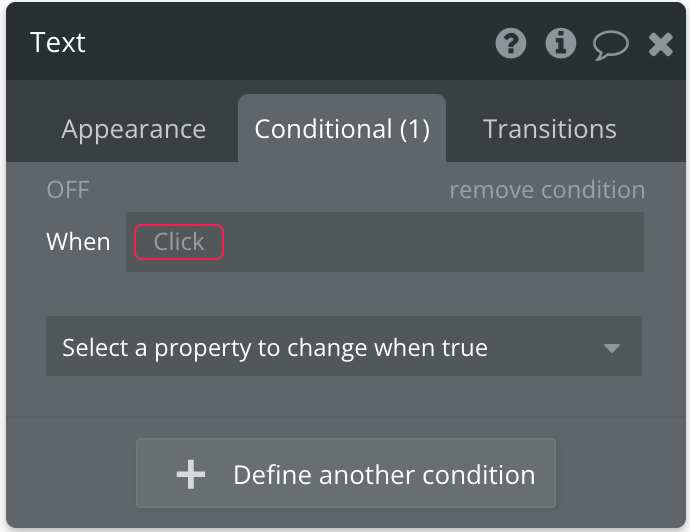 Text
Appearance Conditional (1) Transitions
OFF remove condition
When Click
Select a property to change when true
Define another condition